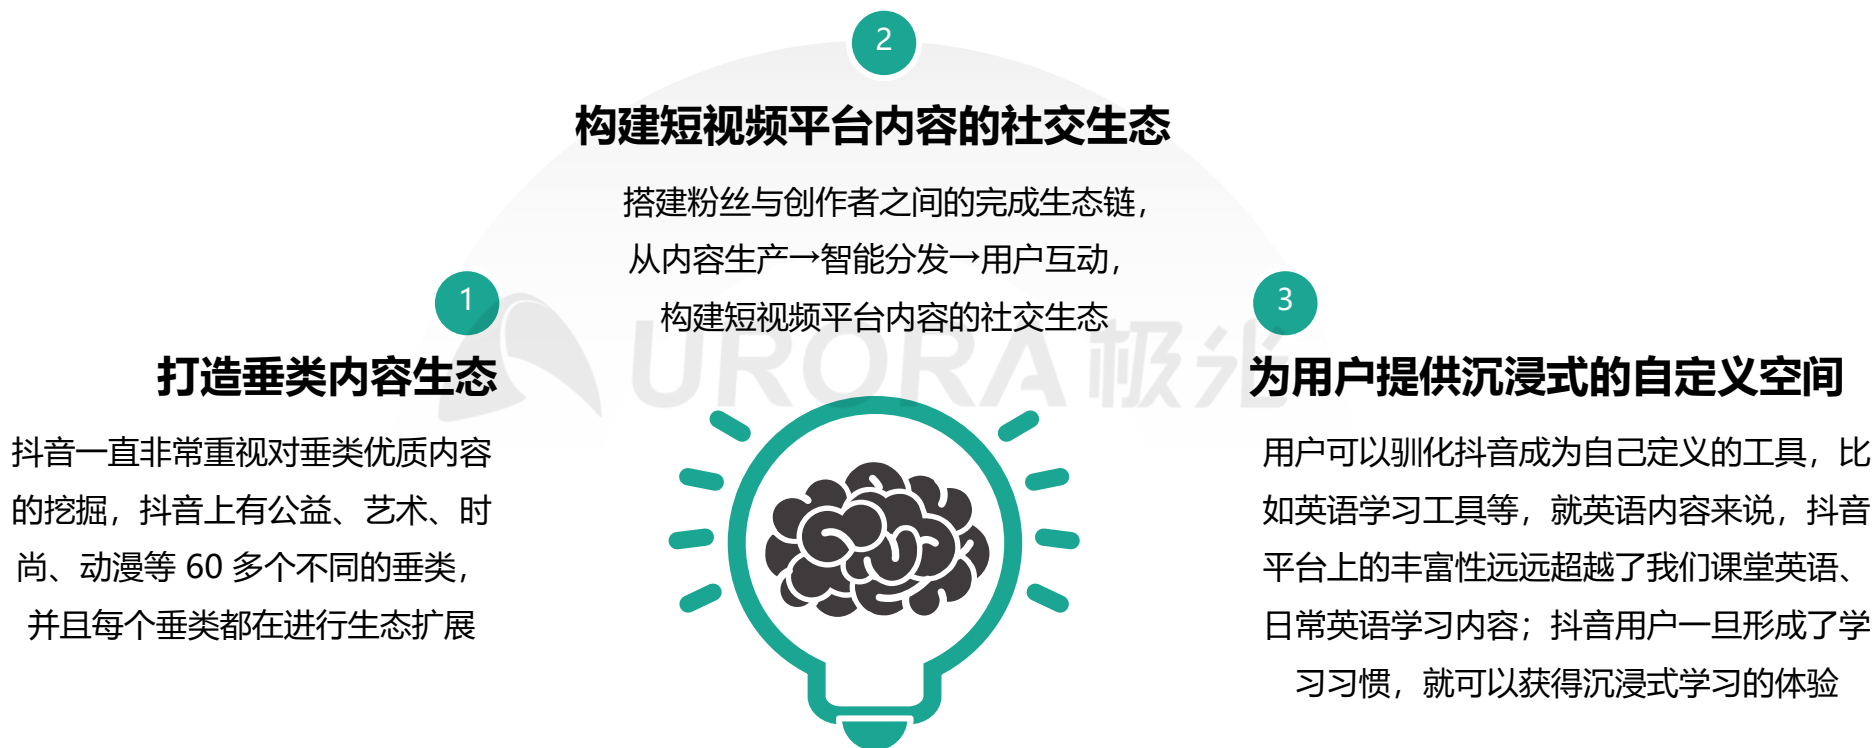 2
构建短视频平台内容的社交生态
搭建粉丝与创作者之间的完成生态链，
从内容生产→智能分发→用户互动，
构建短视频平台内容的社交生态
1
打造垂类内容生态
抖音一直非常重视对垂类优质内容
的挖掘，抖音上有公益、艺术、时
尚、动漫等 60 多个不同的垂类，
并且每个垂类都在进行生态扩展
3
为用户提供沉浸式的自定义空间
用户可以驯化抖音成为自己定义的工具，比
如英语学习工具等，就英语内容来说，抖音
平台上的丰富性远远超越了我们课堂英语、
日常英语学习内容；抖音用户一旦形成了学
习习惯，就可以获得沉浸式学习的体验
URORA 极光